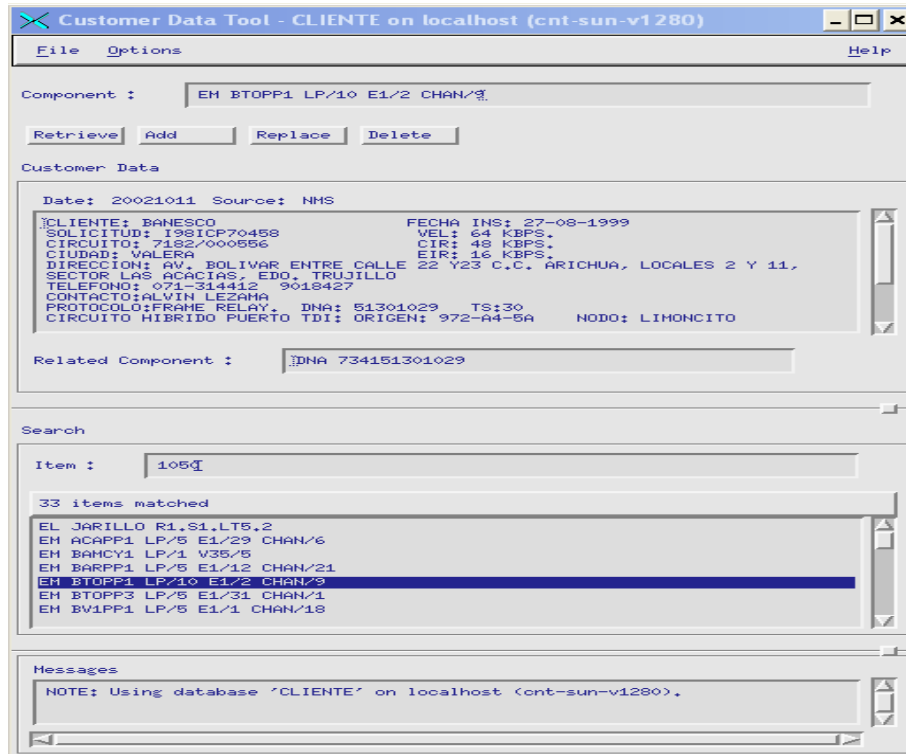 Customer Data Tool - CLIENTE on localhost (cnt-sun-v1280)
File Options Help
Component : EM BTOPP1 LP/10 E1/2 CHAN/9
Retrieve Add Replace Delete
Customer Data
Date: 20021011 Source: NMS
CLIENTE: BANESCO FECHA INS: 27-08-1999
SOLICITUD: I98ICP70458 VEL: 64 KBPS.
CIRCUITO: 7182/000556 CIR: 48 KBPS.
CIUDAD: VALERA EIR: 16 KBPS.
DIRECCION: AV. BOLIVAR ENTRE CALLE 22 Y23 C.C. ARICHUA, LOCALES 2 Y 11,
SECTOR LAS ACACIAS, EDO. TRUJILLO
TELEFONO: 071-314412 9018427
CONTACTO:ALVIN LEZAMA
PROTOCOLO:FRAME RELAY. DNA: 51301029 TS:30
CIRCUITO HIBRIDO PUERTO TDI: ORIGEN: 972-A4-5A NODO: LIMONCITO
Related Component : DNA 734151301029
Search
Item :
33 items matched
EL JARILLO R1.S1.LT5.2
EM ACAPP1 LP/5 E1/29 CHAN/6
EM BAMCY1 LP/1 V35/5
EM BARPP1 LP/5 E1/12 CHAN/21
EM BTOPP1 LP/10 E1/2 CHAN/9
EM BTOPP3 LP/5 E1/31 CHAN/1
EM BV1PP1 LP/5 E1/1 CHAN/18
Messages
NOTE: Using database 'CLIENTE' on localhost (cnt-sun-v1280).